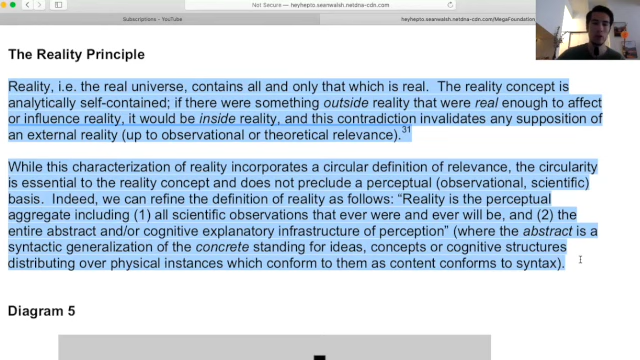 Not Secure — heyhepto.seanwalsh.netdna-cdn.com
Subscriptions - YouTube
heyhepto.seanwalsh.netdna-cdn.com/MegaFoundation_
The Reality Principle
Reality, i.e. the real universe, contains all and only that which is real. The reality concept is
analytically self-contained; if there were something outside reality that were real enough to affect
or influence reality, it would be inside reality, and this contradiction invalidates any supposition of
an external reality (up to observational or theoretical relevance).31
While this characterization of reality incorporates a circular definition of relevance, the circularity
is essential to the reality concept and does not preclude a perceptual (observational, scientific)
basis. Indeed, we can refine the definition of reality as follows: “Reality is the perceptual
aggregate including (1) all scientific observations that ever were and ever will be, and (2) the
entire abstract and/or cognitive explanatory infrastructure of perception” (where the abstract is a
syntactic generalization of the concrete standing for ideas, concepts or cognitive structures
distributing over physical instances which conform to them as content conforms to syntax).
Diagram 5